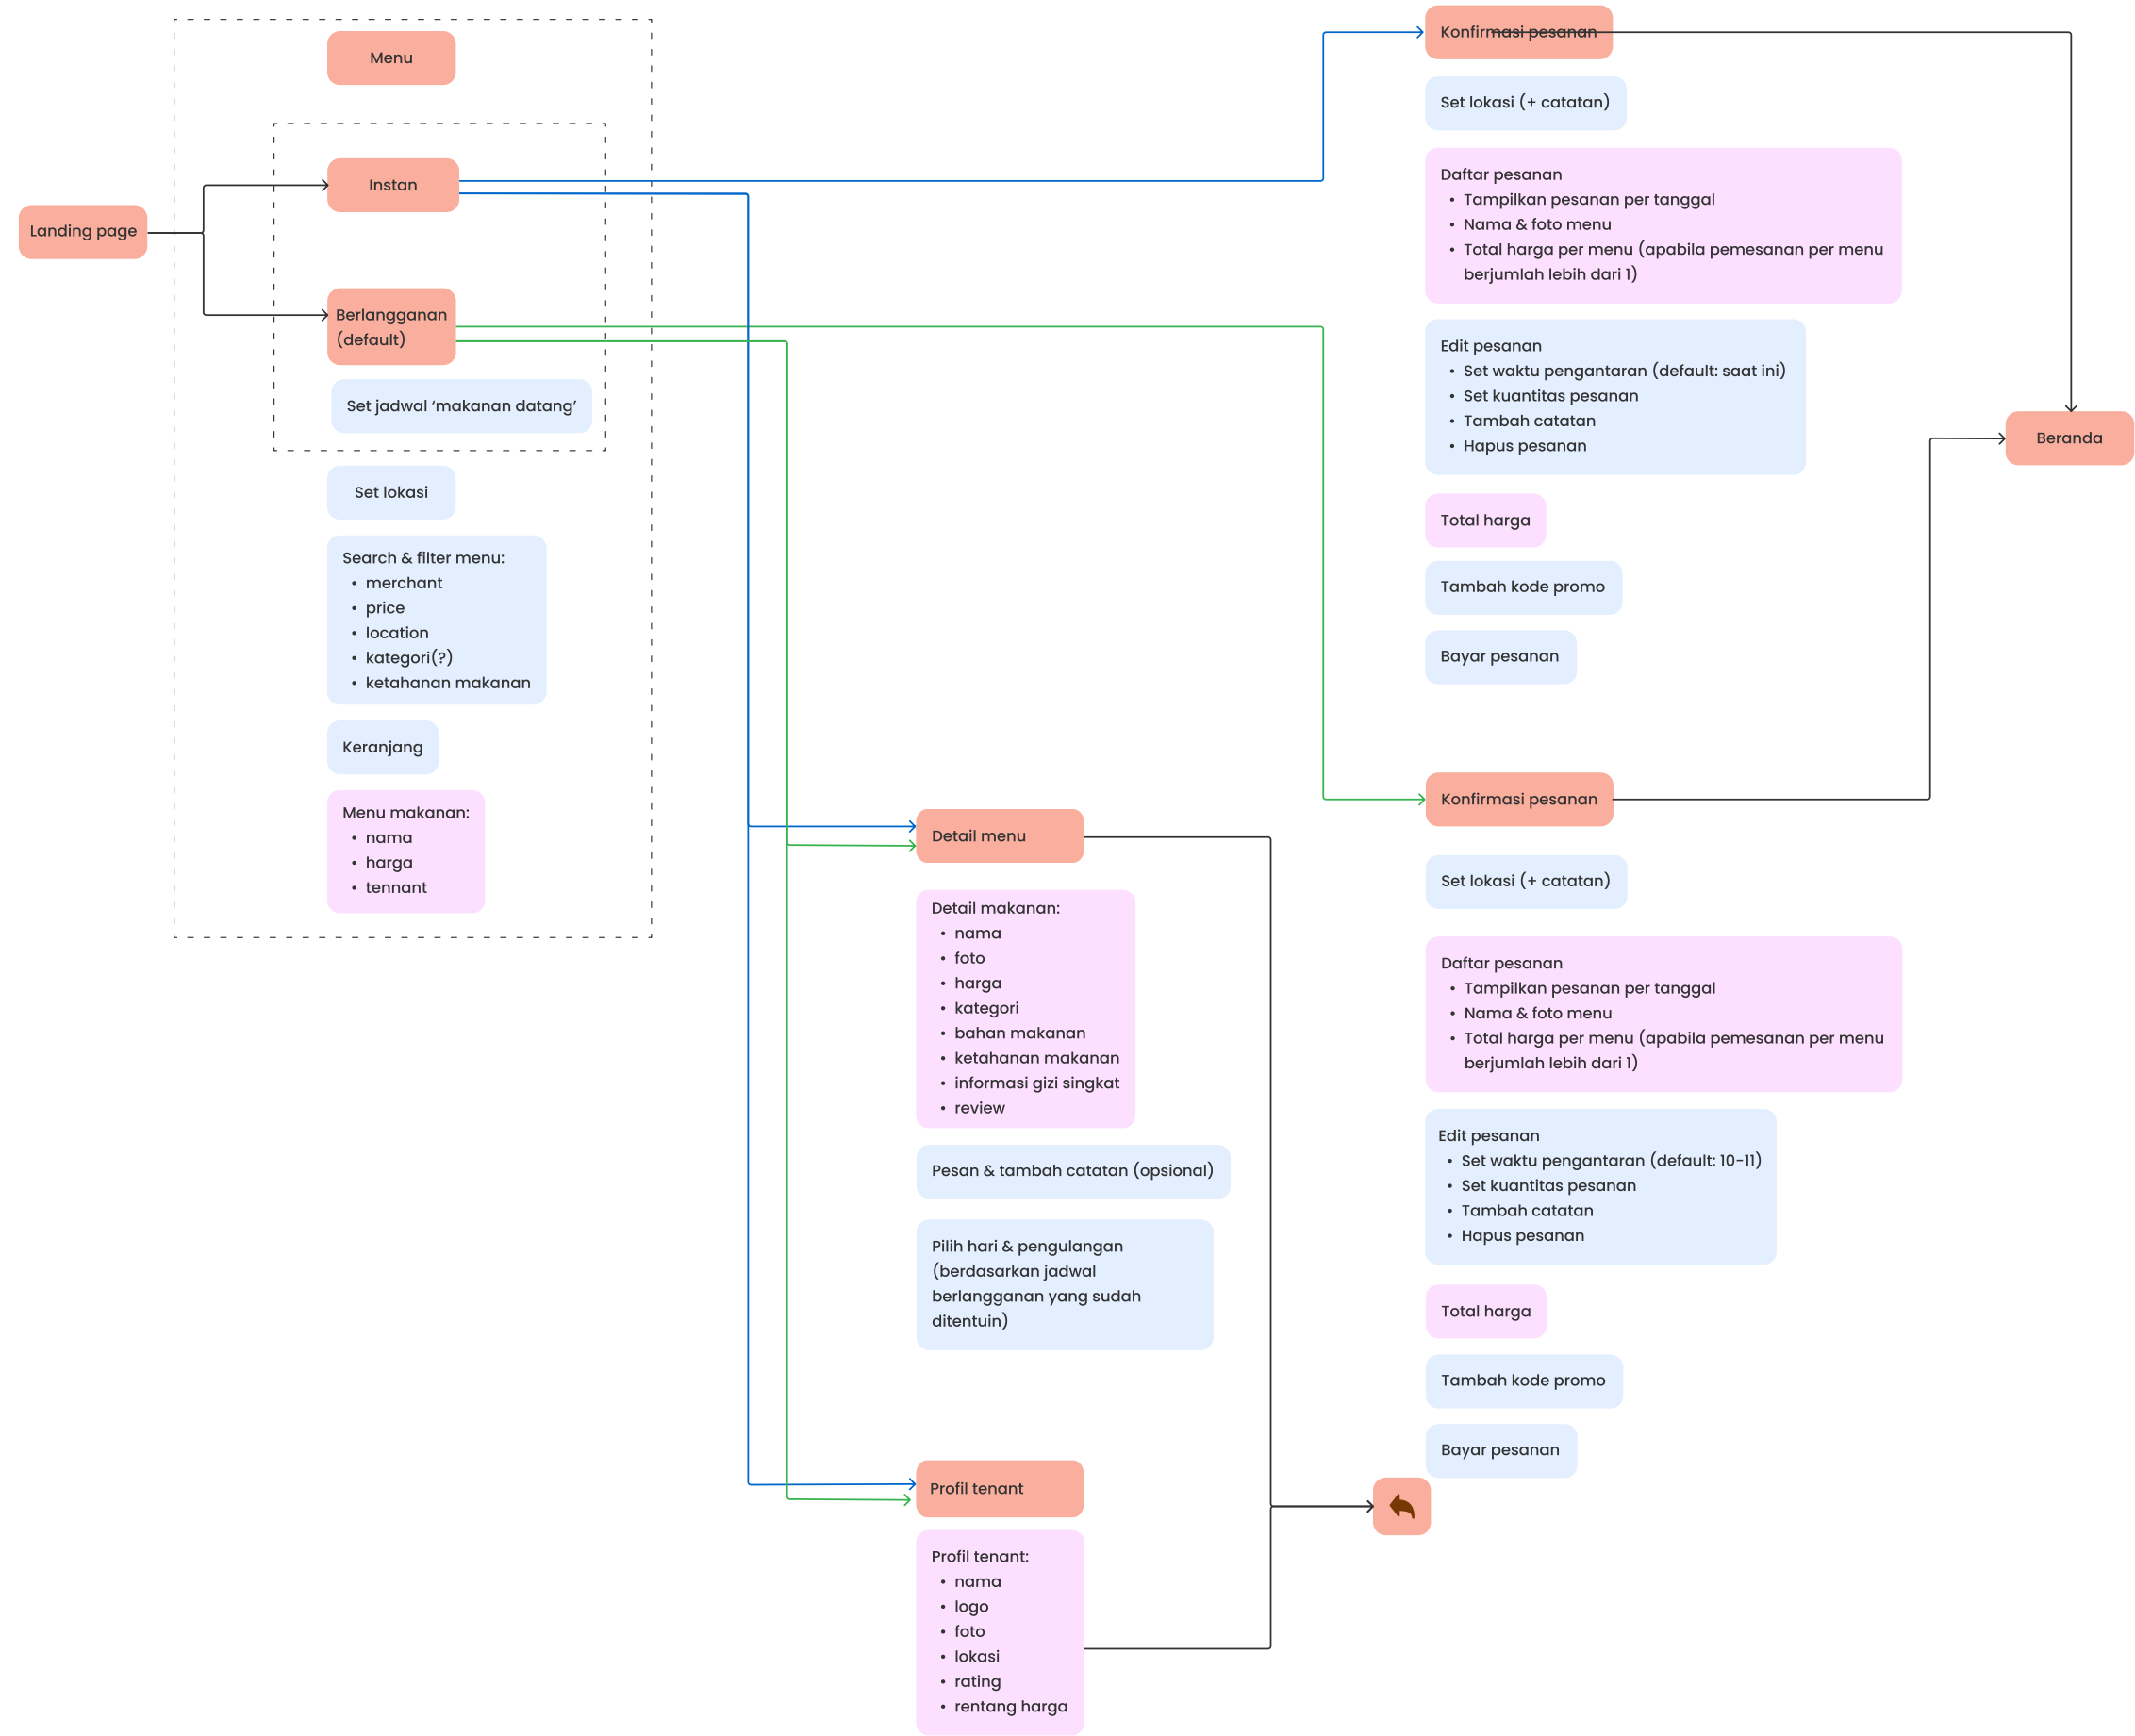 Landing page
Menu
Instan
Berlangganan
(default)
Set jadwal ‘makanan datang’
Set lokasi
Search & filter menu:
• merchant
• price
• location
• kategori(?)
• ketahanan makanan
Keranjang
Menu makanan:
• nama
• harga
• tennant
Detail menu
Detail makanan:
• nama
• foto
• harga
• kategori
• bahan makanan
• ketahanan makanan
• informasi gizi singkat
• review
Pesan & tambah catatan (opsional)
Pilih hari & pengulangan
(berdasarkan jadwal
berlangganan yang sudah
ditentuin)
Profil tenant
Profil tenant:
• nama
• logo
• foto
• lokasi
• rating
• rentang harga
Konfirmasi pesanan
Set lokasi (+ catatan)
Daftar pesanan
• Tampilkan pesanan per tanggal
• Nama & foto menu
• Total harga per menu (apabila pemesanan per menu
berjumlah lebih dari 1)
Edit pesanan
• Set waktu pengantaran (default: saat ini)
• Set kuantitas pesanan
• Tambah catatan
• Hapus pesanan
Total harga
Tambah kode promo
Bayar pesanan
Konfirmasi pesanan
Set lokasi (+ catatan)
Daftar pesanan
• Tampilkan pesanan per tanggal
• Nama & foto menu
• Total harga per menu (apabila pemesanan per menu
berjumlah lebih dari 1)
Edit pesanan
• Set waktu pengantaran (default: 10-11)
• Set kuantitas pesanan
• Tambah catatan
• Hapus pesanan
Total harga
Tambah kode promo
Bayar pesanan
Beranda